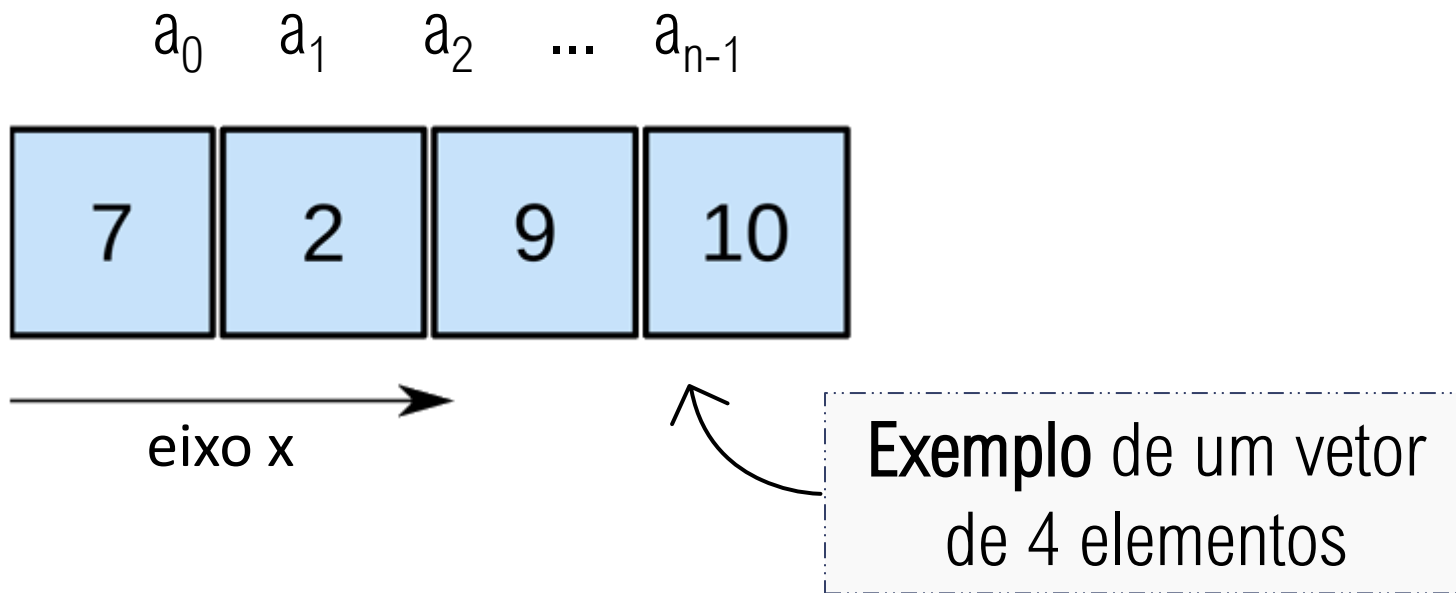 a₀ a₁ a₂ ... aₙ₋₁
7 2 9 10
eixo x
Exemplo de um vetor
de 4 elementos